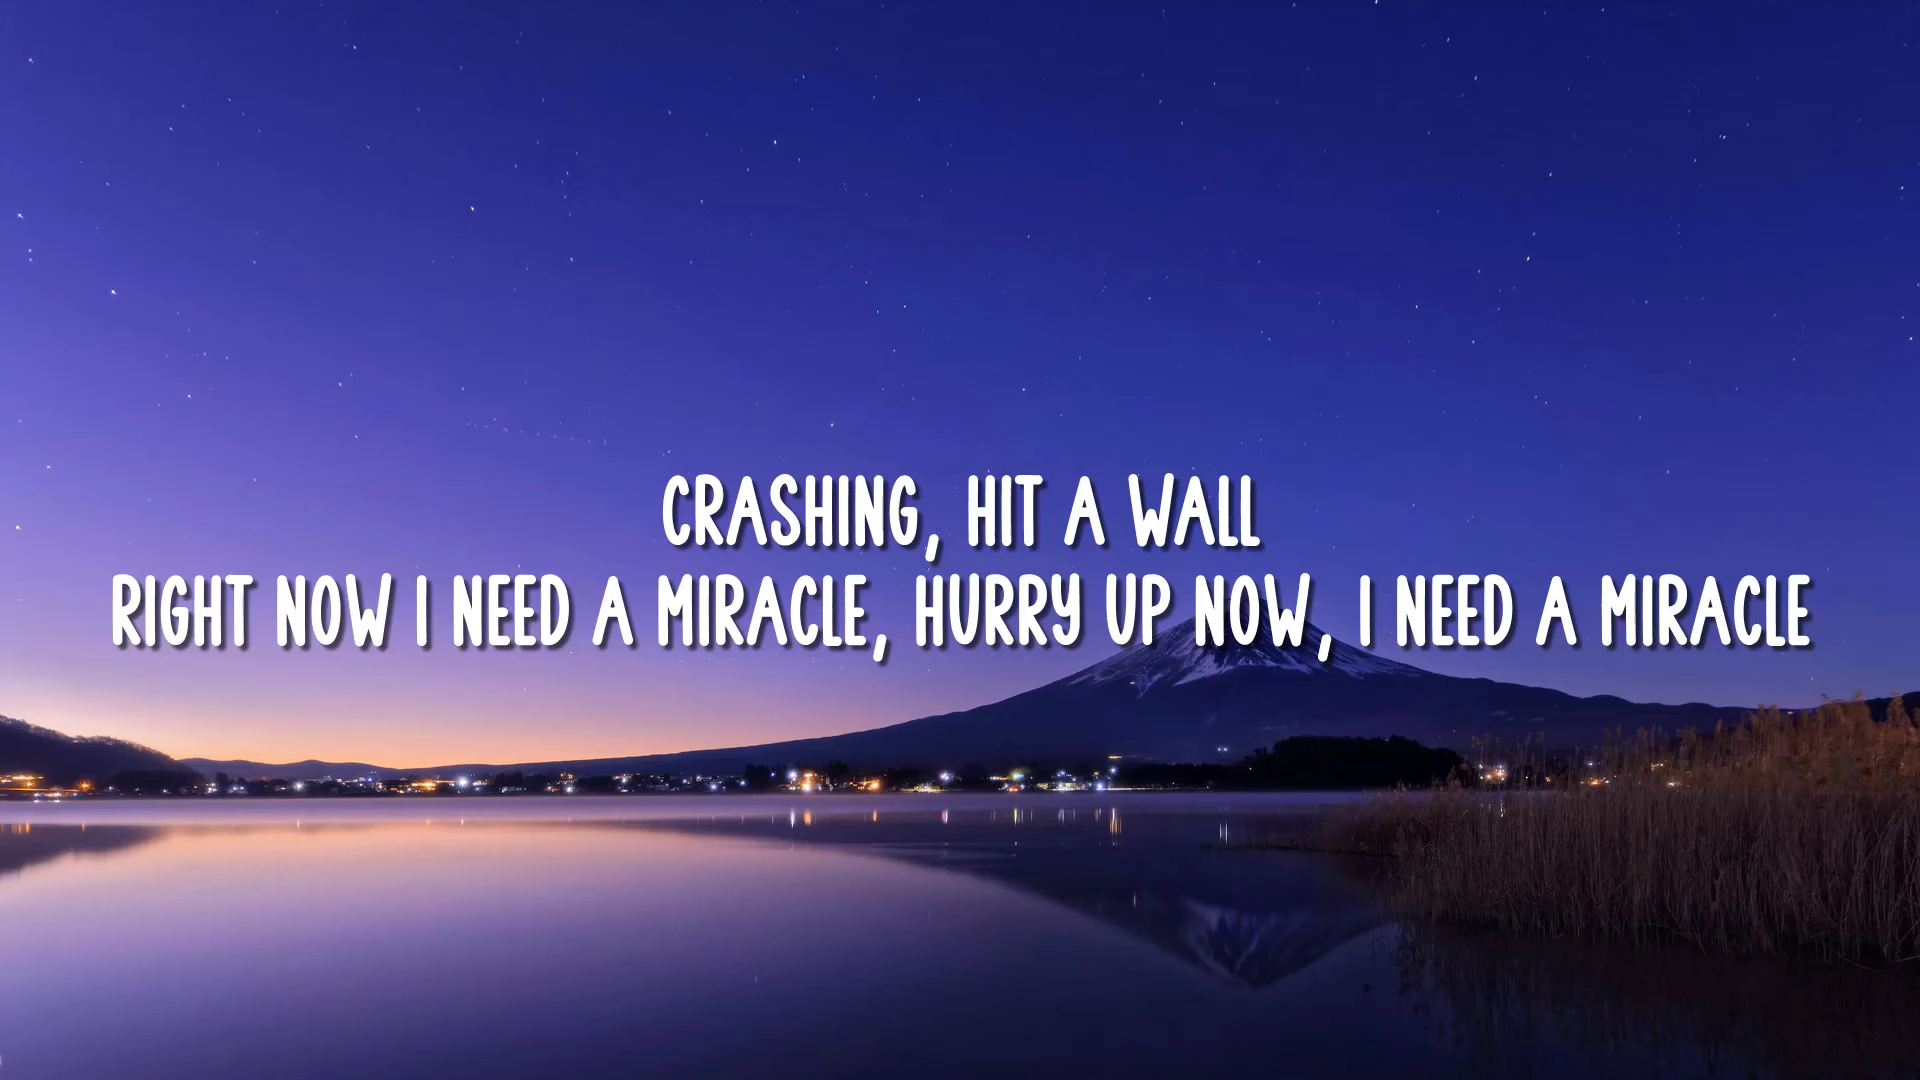 CRASHING, HIT A WALL
RIGHT NOW I NEED A MIRACLE, HURRY UP NOW, I NEED A MIRACLE